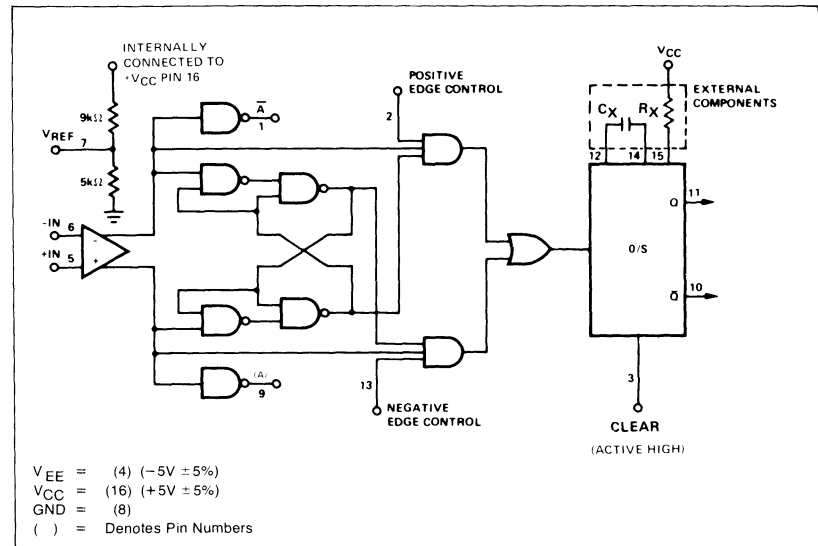 INTERNALLY
CONNECTED TO
+VCC PIN 16
9kΩ
VREF 7
5kΩ
-IN 6
+IN 5
-
+
A̅
1
(A)
9
POSITIVE
EDGE CONTROL
2
13
NEGATIVE
EDGE CONTROL
VCC
EXTERNAL
COMPONENTS
CX RX
12 14 15
Q 11
O/S
Q̅ 10
3
CLEAR
(ACTIVE HIGH)
VEE = (4) (-5V ±5%)
VCC = (16) (+5V ±5%)
GND = (8)
( ) = Denotes Pin Numbers